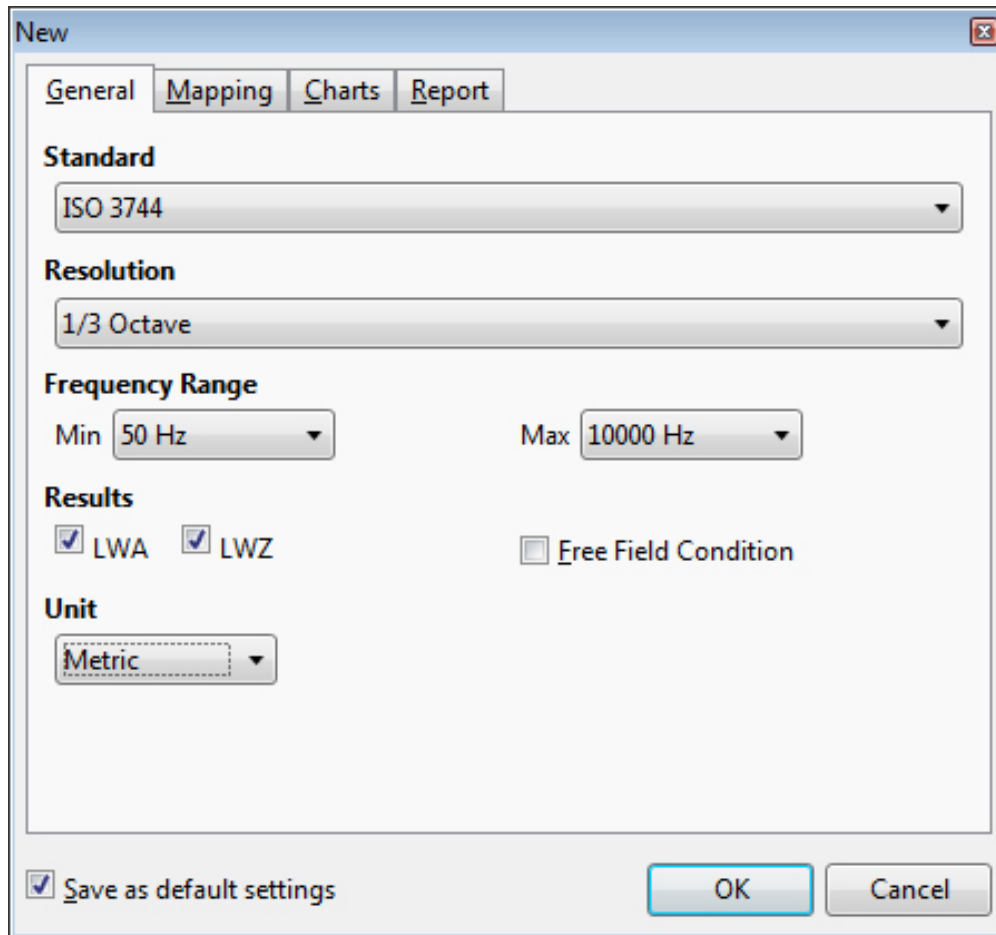 New
General Mapping Charts Report
Standard
ISO 3744
Resolution
1/3 Octave
Frequency Range
Min 50 Hz Max 10000 Hz
Results
LWA LWZ Free Field Condition
Unit
Metric
Save as default settings OK Cancel